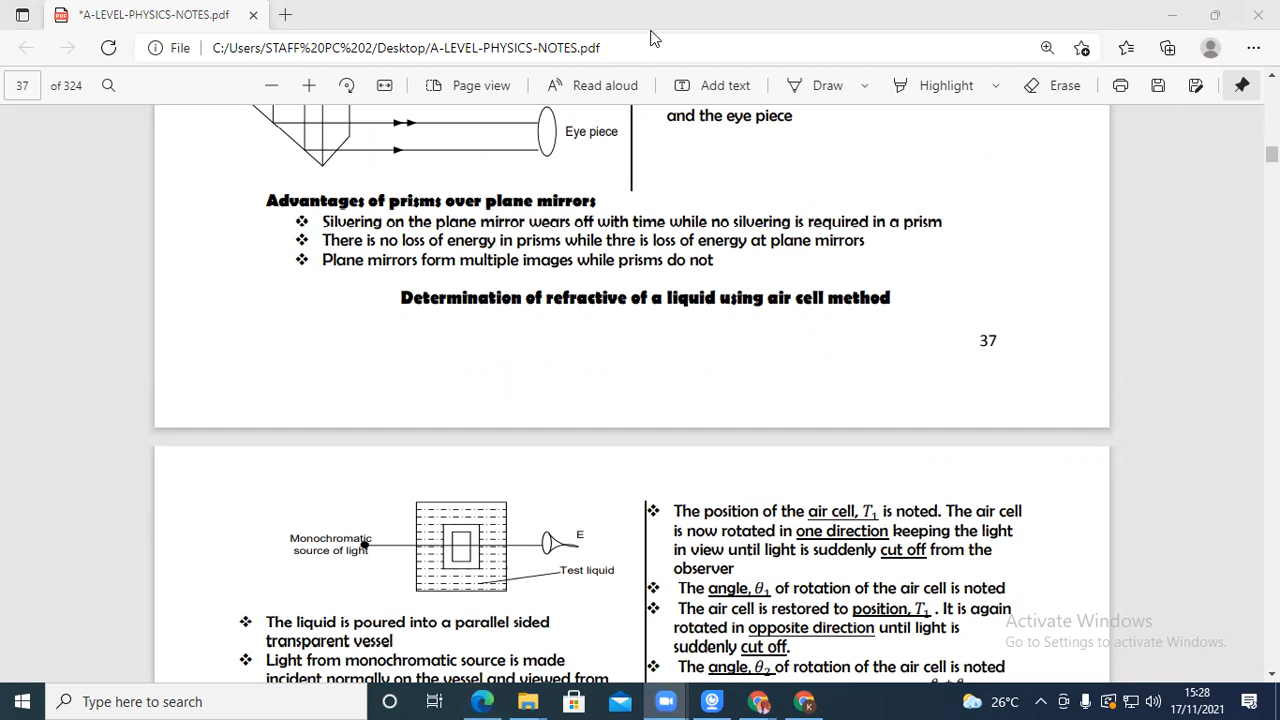 *A-LEVEL-PHYSICS-NOTES.pdf
File C:/Users/STAFF%20PC%202/Desktop/A-LEVEL-PHYSICS-NOTES.pdf
37 of 324 Page view Read aloud Add text Draw Highlight Erase
and the eye piece
Eye piece
Advantages of prisms over plane mirrors
❖ Silvering on the plane mirror wears off with time while no silvering is required in a prism
❖ There is no loss of energy in prisms while thre is loss of energy at plane mirrors
❖ Plane mirrors form multiple images while prisms do not
Determination of refractive of a liquid using air cell method
37
Monochromatic
source of light
E
Test liquid
❖ The liquid is poured into a parallel sided
transparent vessel
❖ Light from monochromatic source is made
incident normally on the vessel and viewed from
❖ The position of the air cell, T₁ is noted. The air cell
is now rotated in one direction keeping the light
in view until light is suddenly cut off from the
observer
❖ The angle, θ₁ of rotation of the air cell is noted
❖ The air cell is restored to position, T₁ . It is again
rotated in opposite direction until light is
suddenly cut off.
❖ The angle, θ₂ of rotation of the air cell is noted
Activate Windows
Go to Settings to activate Windows.
Type here to search
26°C
15:28
17/11/2021